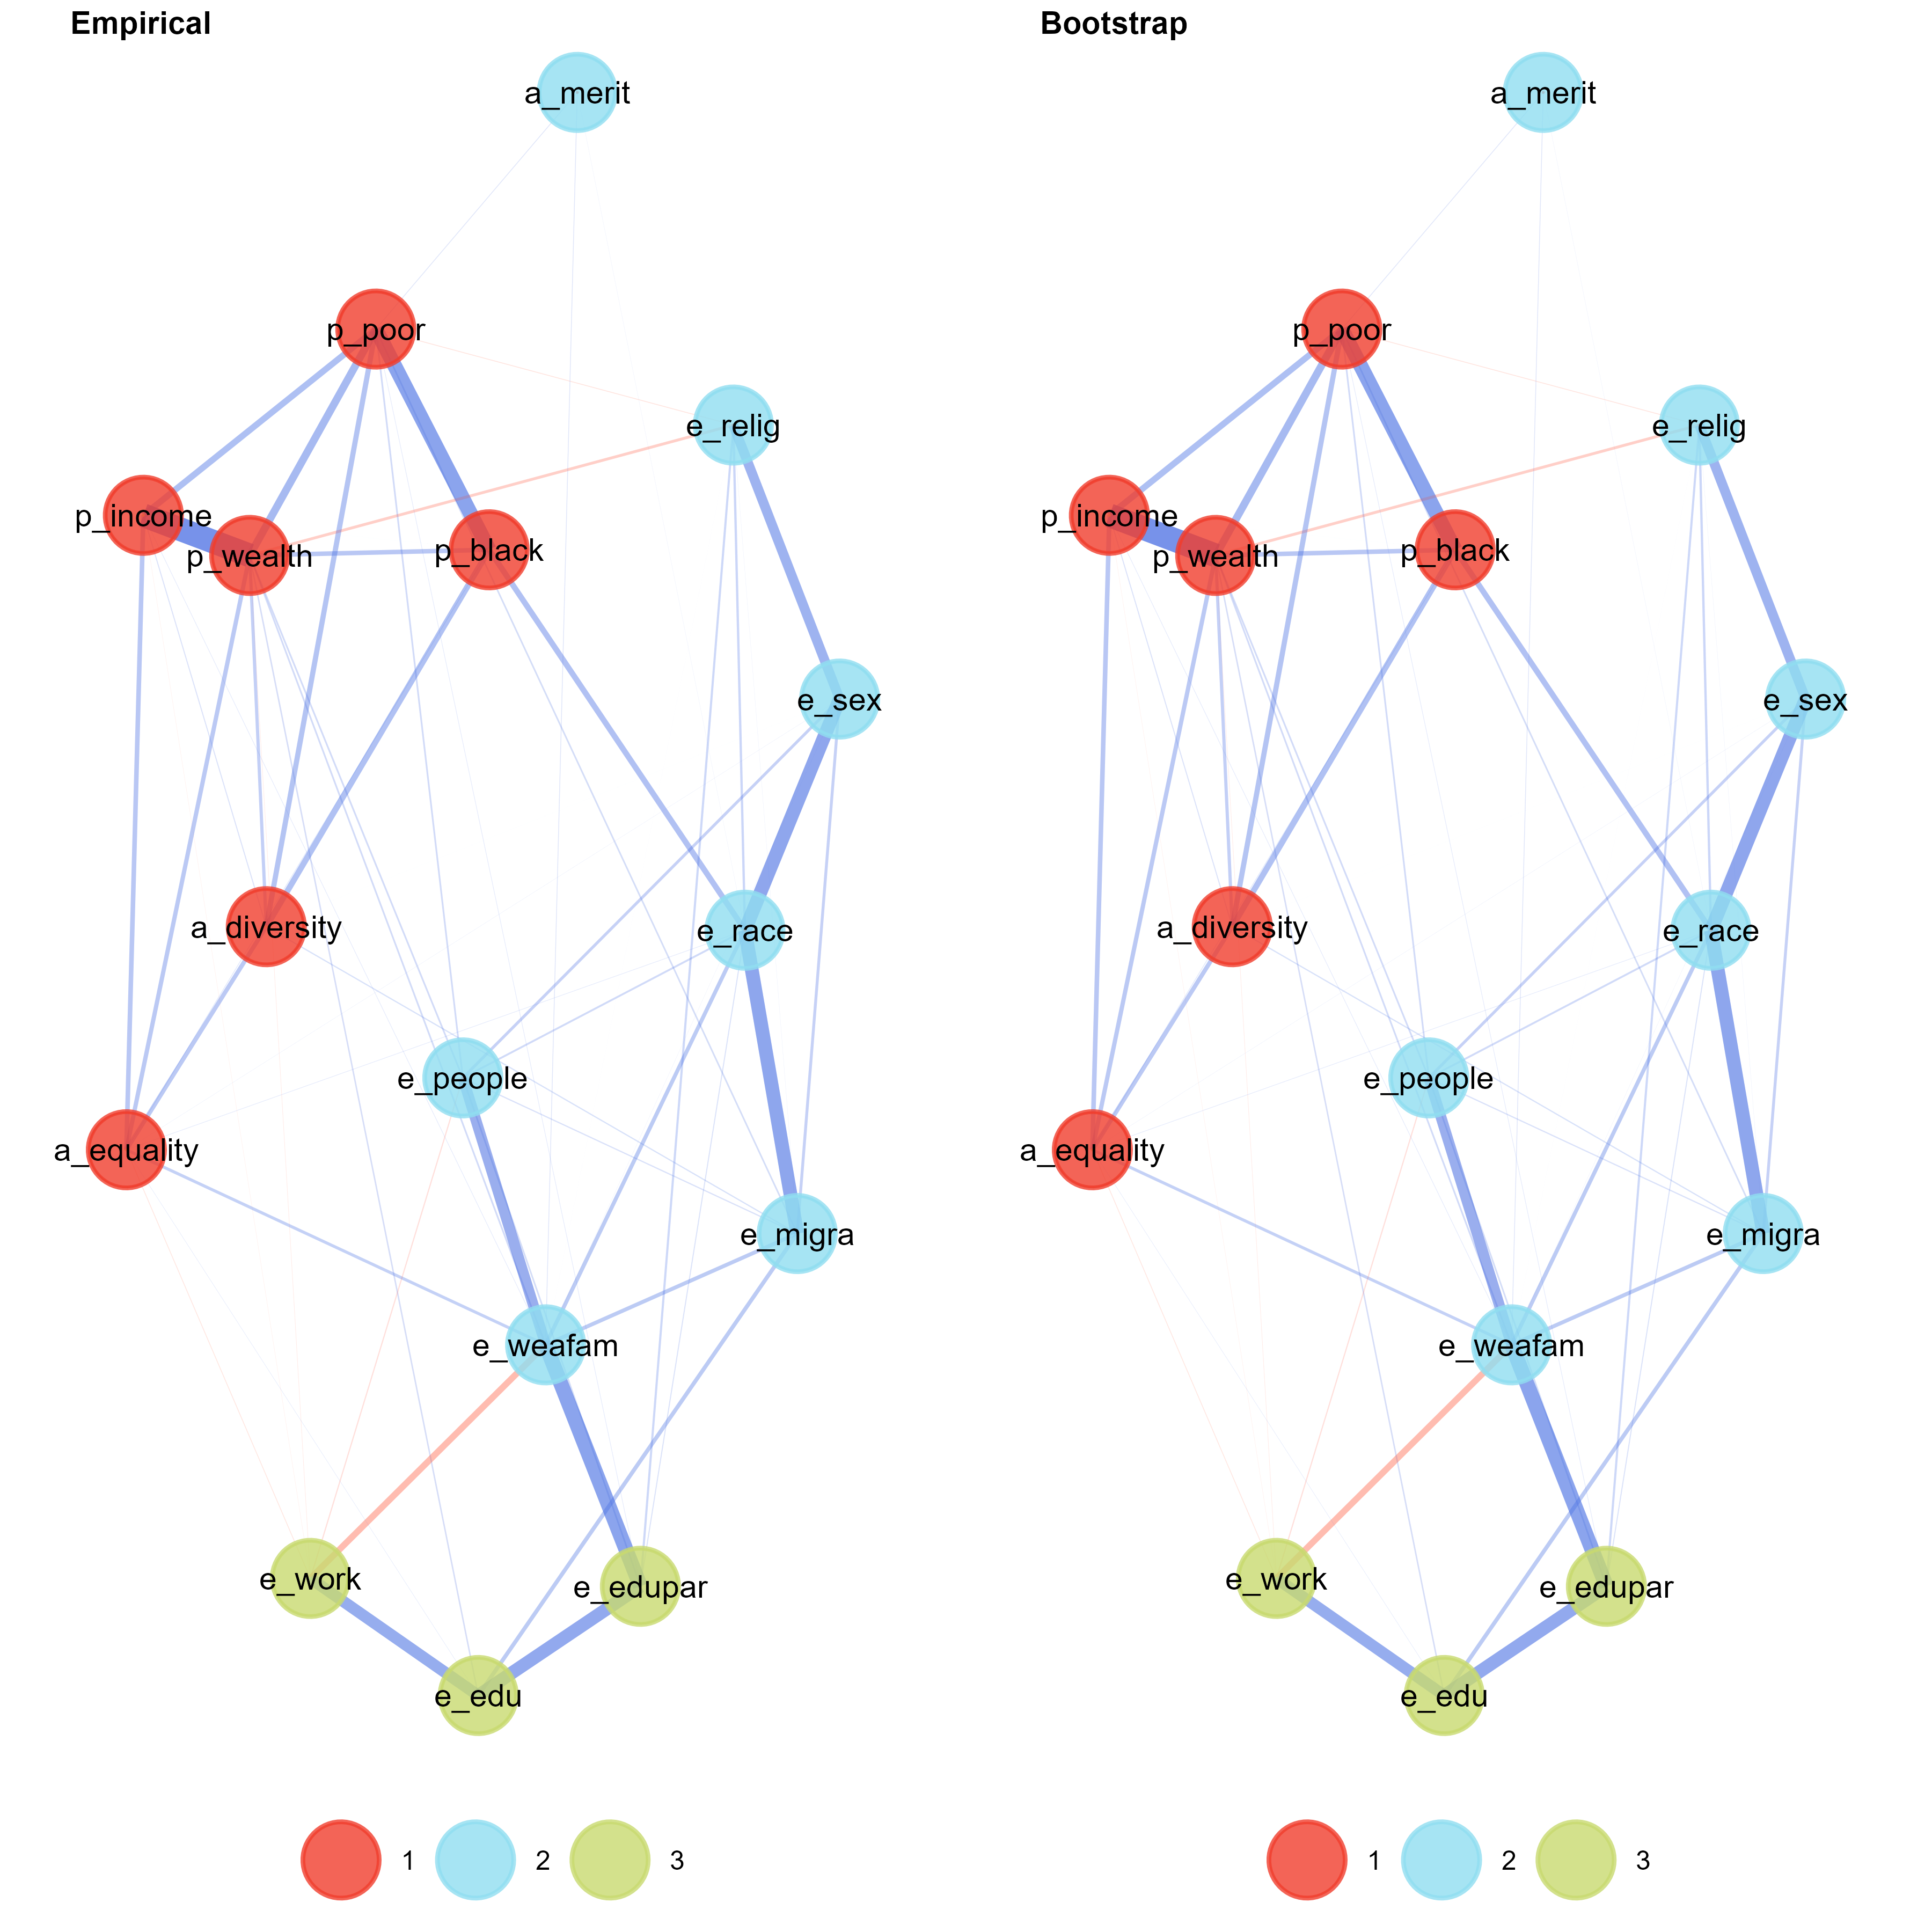 Empirical
a_merit
p_poor
e_relig
p_income
p_wealth
p_black
e_sex
a_diversity
e_race
e_people
a_equality
e_migra
e_weafam
e_work
e_edupar
e_edu
1
2
3
Bootstrap
a_merit
p_poor
e_relig
p_income
p_wealth
p_black
e_sex
a_diversity
e_race
e_people
a_equality
e_migra
e_weafam
e_work
e_edupar
e_edu
1
2
3